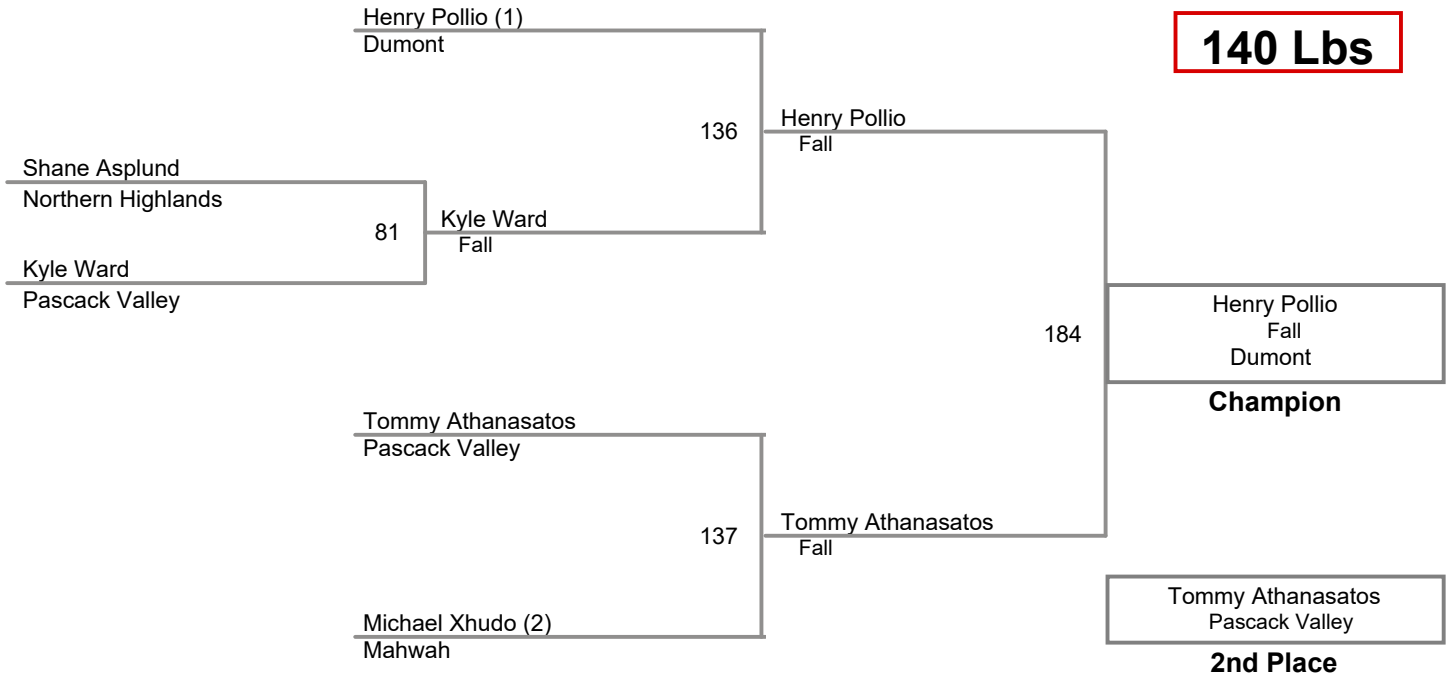 Henry Pollio (1)
Dumont
140 Lbs
136
Henry Pollio
Fall
Shane Asplund
Northern Highlands
81
Kyle Ward
Fall
Kyle Ward
Pascack Valley
184
Henry Pollio
Fall
Dumont
Champion
Tommy Athanasatos
Pascack Valley
137
Tommy Athanasatos
Fall
Michael Xhudo (2)
Mahwah
Tommy Athanasatos
Pascack Valley
2nd Place